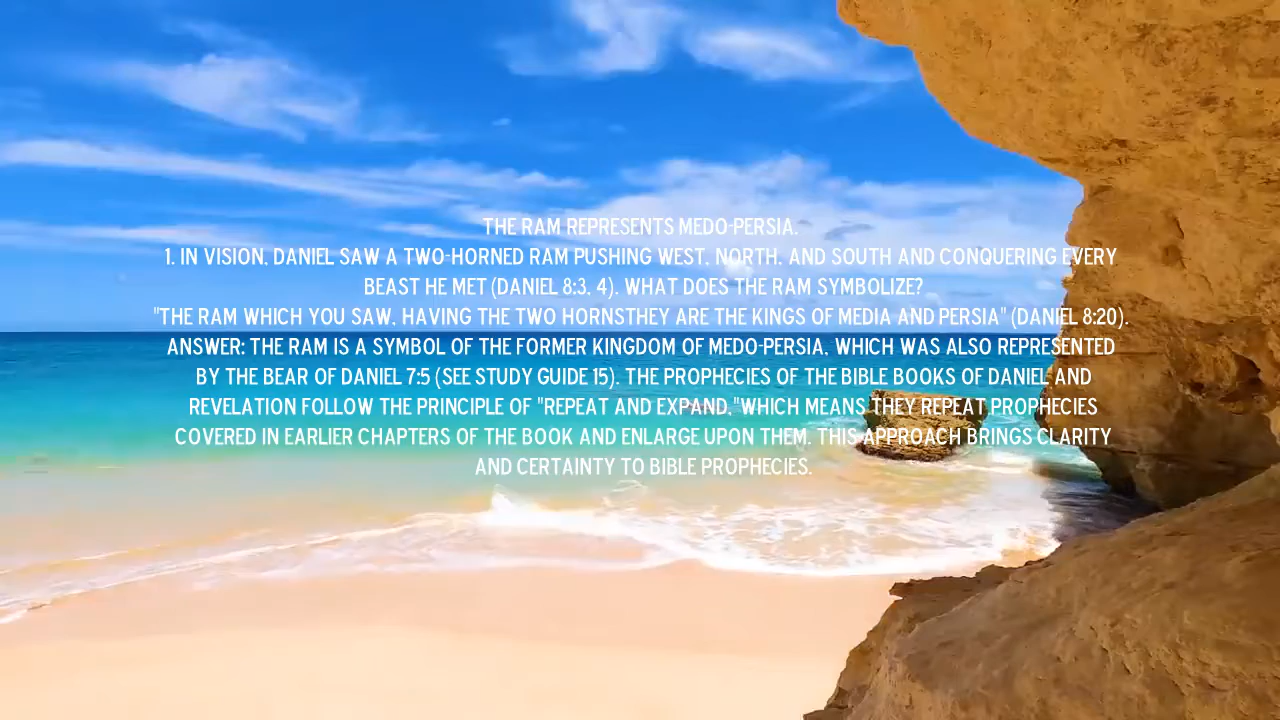 THE RAM REPRESENTS MEDO-PERSIA.
1. IN VISION, DANIEL SAW A TWO-HORNED RAM PUSHING WEST, NORTH, AND SOUTH AND CONQUERING EVERY
BEAST HE MET (DANIEL 8:3, 4). WHAT DOES THE RAM SYMBOLIZE?
"THE RAM WHICH YOU SAW, HAVING THE TWO HORNSTHEY ARE THE KINGS OF MEDIA AND PERSIA" (DANIEL 8:20).
ANSWER: THE RAM IS A SYMBOL OF THE FORMER KINGDOM OF MEDO-PERSIA, WHICH WAS ALSO REPRESENTED
BY THE BEAR OF DANIEL 7:5 (SEE STUDY GUIDE 15). THE PROPHECIES OF THE BIBLE BOOKS OF DANIEL AND
REVELATION FOLLOW THE PRINCIPLE OF "REPEAT AND EXPAND,"WHICH MEANS THEY REPEAT PROPHECIES
COVERED IN EARLIER CHAPTERS OF THE BOOK AND ENLARGE UPON THEM. THIS APPROACH BRINGS CLARITY
AND CERTAINTY TO BIBLE PROPHECIES.